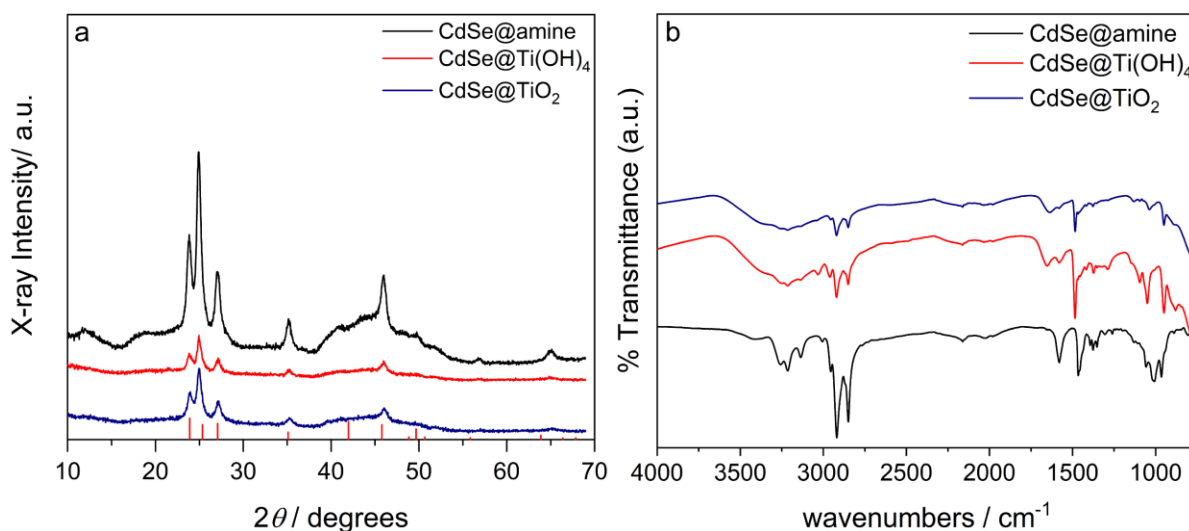 a
CdSe@amine
CdSe@Ti(OH)4
CdSe@TiO2
X-ray Intensity/ a.u.
10 20 30 40 50 60 70
2θ / degrees
b
CdSe@amine
CdSe@Ti(OH)4
CdSe@TiO2
% Transmittance (a.u.)
4000 3500 3000 2500 2000 1500 1000
wavenumbers / cm-1